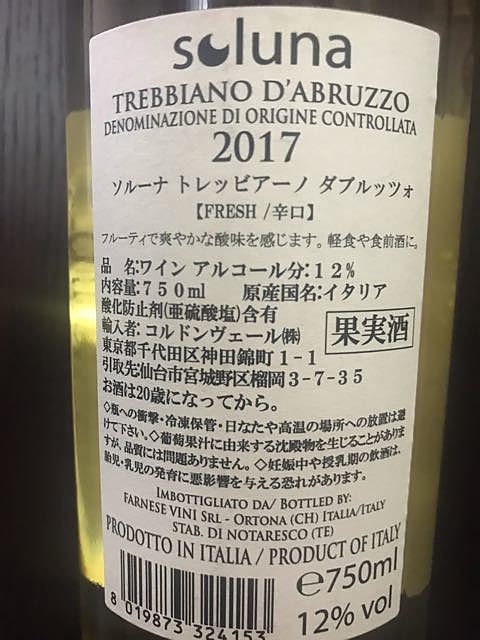 soluna
TREBBIANO D'ABRUZZO
DENOMINAZIONE DI ORIGINE CONTROLLATA
2017
ソルーナ トレッビアーノ ダブルッツォ
【FRESH /辛口】
フルーティで爽やかな酸味を感じます。軽食や食前酒に。
品 名:ワイン アルコール分:12%
内容量:750ml 原産国名:イタリア
酸化防止剤(亜硫酸塩)含有
輸入者:コルドンヴェール㈱
果実酒
東京都千代田区神田錦町1-1
引取先:仙台市宮城野区榴岡3-7-35
お酒は20歳になってから。
◇瓶への衝撃・冷凍保管・日なたや高温の場所への放置は避
けて下さい。◇葡萄果汁に由来する沈殿物を生じることがありま
すが、品質には問題ありません。◇妊娠中や授乳期の飲酒は、
胎児・乳児の発育に悪影響を与える恐れがあります。
IMBOTTIGLIATO DA/ BOTTLED BY:
FARNESE VINI SRL - ORTONA (CH) ITALIA/ITALY
STAB. DI NOTARESCO (TE)
PRODOTTO IN ITALIA / PRODUCT OF ITALY
℮750ml
12% vol
8 019873 324153